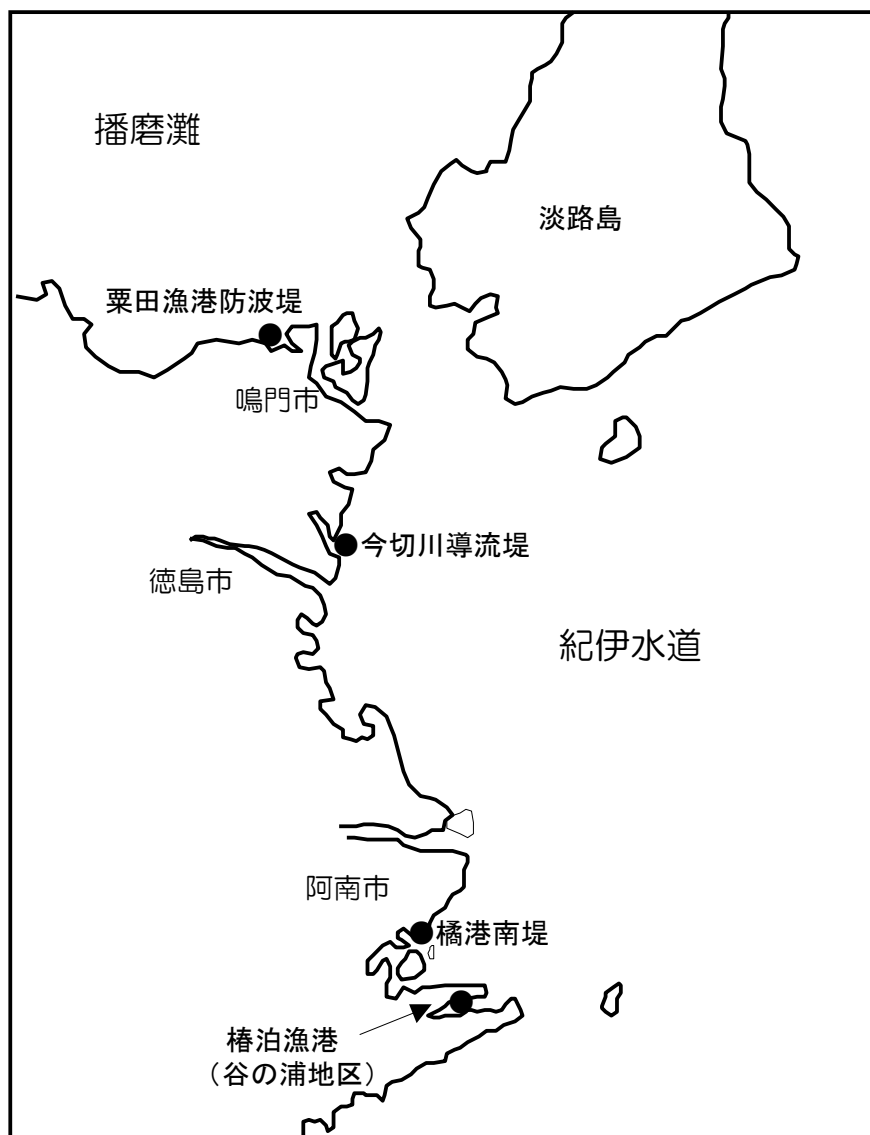 播磨灘
淡路島
粟田漁港防波堤
鳴門市
今切川導流堤
徳島市
紀伊水道
阿南市
橘港南堤
椿泊漁港
（谷の浦地区）